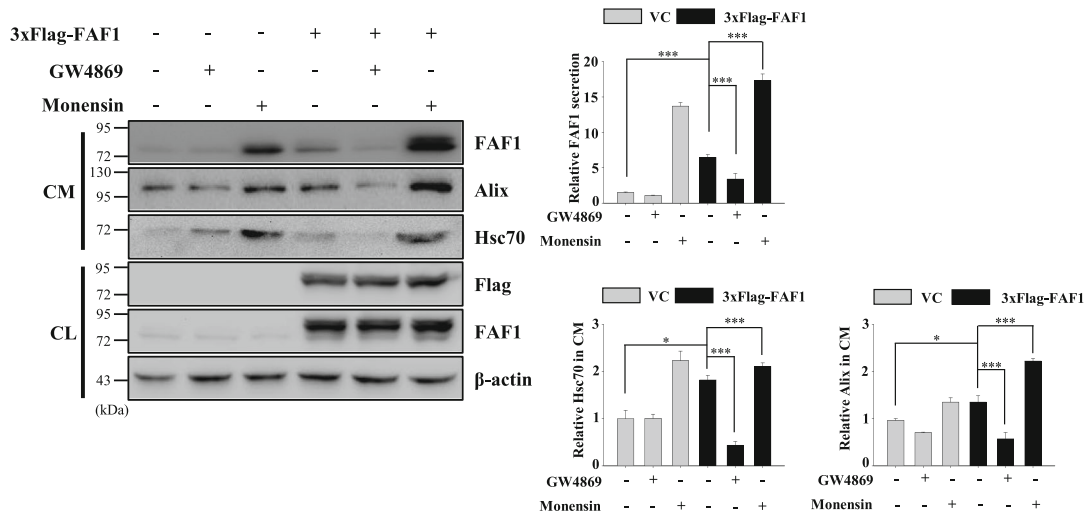 3xFlag-FAF1 - - - + + +
GW4869 - + - - + -
Monensin - - + - - +
CM
95
72
FAF1
130
95
Alix
72
Hsc70
CL
95
72
Flag
95
72
FAF1
43
β-actin
(kDa)
VC 3xFlag-FAF1
Relative FAF1 secretion
20
15
10
5
0
*** *** ***
GW4869 - + - - + -
Monensin - - + - - +
VC 3xFlag-FAF1
Relative Hsc70 in CM
3
2
1
0
* *** ***
GW4869 - + - - + -
Monensin - - + - - +
VC 3xFlag-FAF1
Relative Alix in CM
3
2
1
0
* *** ***
GW4869 - + - - + -
Monensin - - + - - +